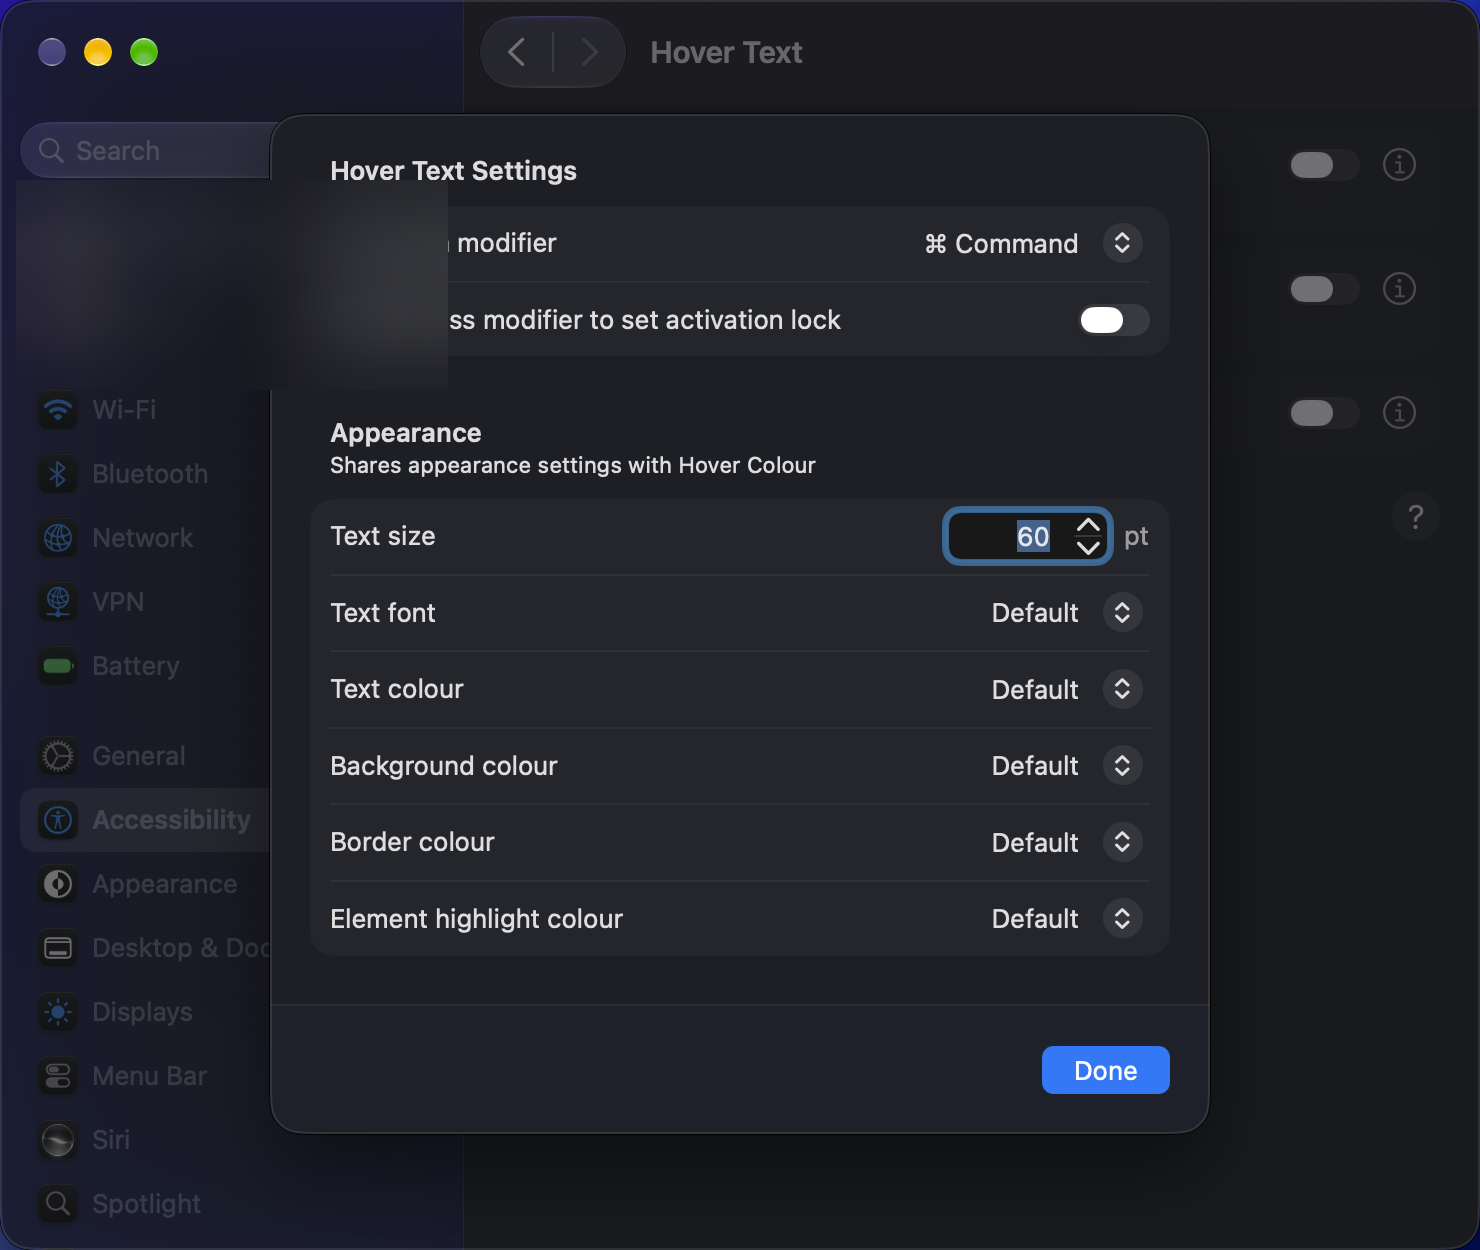 Hover Text
Search
Hover Text Settings
modifier
⌘ Command
ss modifier to set activation lock
Wi-Fi
Bluetooth
Network
VPN
Battery
General
Accessibility
Appearance
Desktop & Doc
Displays
Menu Bar
Siri
Spotlight
Appearance
Shares appearance settings with Hover Colour
Text size
60
pt
Text font
Default
Text colour
Default
Background colour
Default
Border colour
Default
Element highlight colour
Default
Done
?